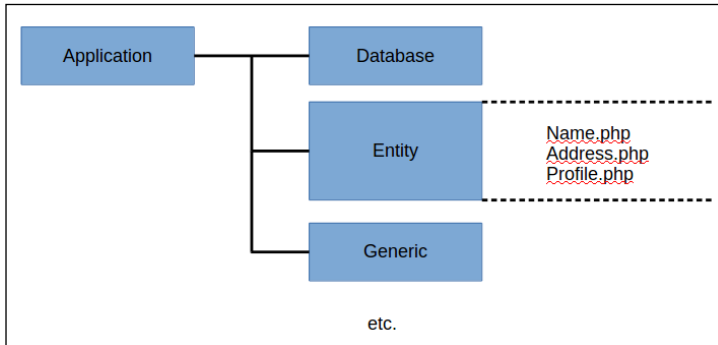 Application
Database
Entity
Name.php
Address.php
Profile.php
Generic
etc.